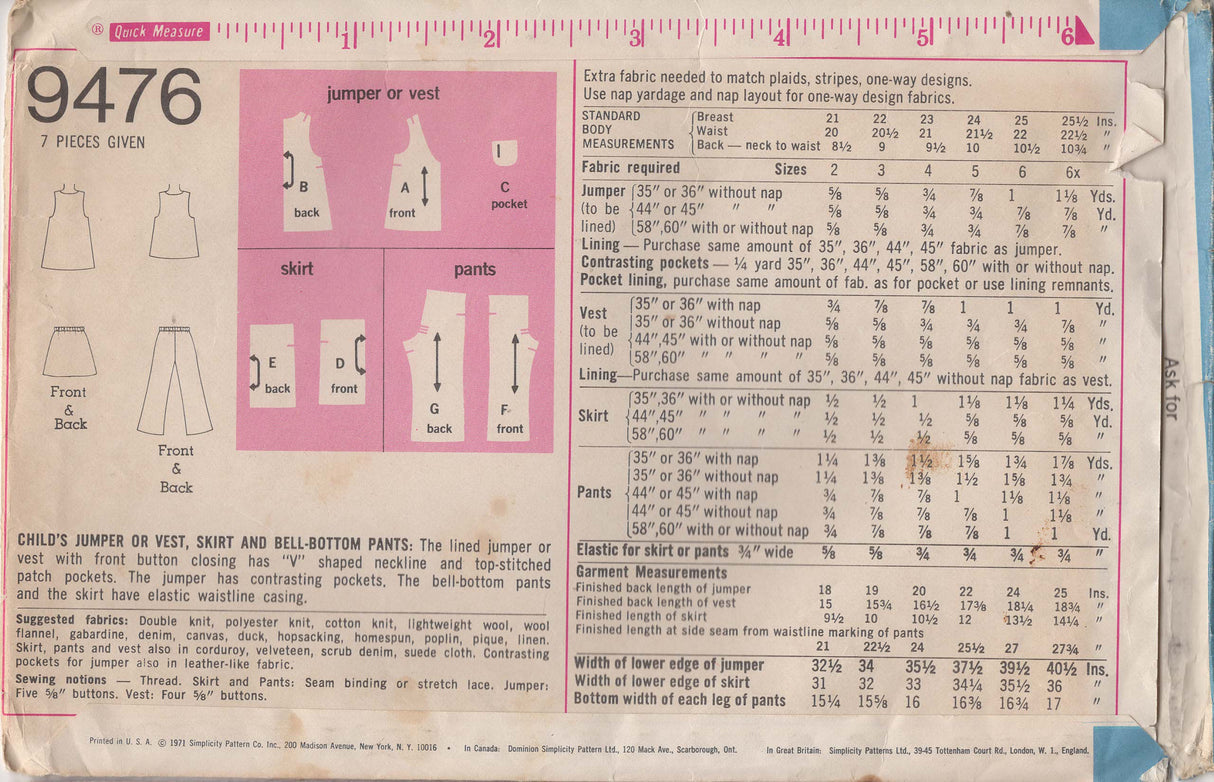 ® Quick Measure 1 2 3 4 5 6
9476
7 PIECES GIVEN
Front
&
Back
Front
&
Back
jumper or vest
B
back
A
front
C
pocket
skirt
E
back
D
front
pants
G
back
F
front
CHILD'S JUMPER OR VEST, SKIRT AND BELL-BOTTOM PANTS: The lined jumper or
vest with front button closing has "V" shaped neckline and top-stitched
patch pockets. The jumper has contrasting pockets. The bell-bottom pants
and the skirt have elastic waistline casing.
Suggested fabrics: Double knit, polyester knit, cotton knit, lightweight wool, wool
flannel, gabardine, denim, canvas, duck, hopsacking, homespun, poplin, pique, linen.
Skirt, pants and vest also in corduroy, velveteen, scrub denim, suede cloth. Contrasting
pockets for jumper also in leather-like fabric.
Sewing notions — Thread. Skirt and Pants: Seam binding or stretch lace. Jumper:
Five ⅝" buttons. Vest: Four ⅝" buttons.
Extra fabric needed to match plaids, stripes, one-way designs.
Use nap yardage and nap layout for one-way design fabrics.
STANDARD Breast 21 22 23 24 25 25½ Ins.
BODY Waist 20 20½ 21 21½ 22 22½ "
MEASUREMENTS Back — neck to waist 8½ 9 9½ 10 10½ 10¾ "
Fabric required Sizes 2 3 4 5 6 6x
Jumper 35" or 36" without nap ⅝ ⅝ ¾ ⅞ 1 1⅛ Yds.
(to be 44" or 45" " " ⅝ ⅝ ¾ ¾ ⅞ ⅞ Yd.
lined) 58",60" with or without nap ⅝ ⅝ ¾ ¾ ⅞ ⅞ "
Lining — Purchase same amount of 35", 36", 44", 45" fabric as jumper.
Contrasting pockets — ¼ yard 35", 36", 44", 45", 58", 60" with or without nap.
Pocket lining, purchase same amount of fab. as for pocket or use lining remnants.
Vest 35" or 36" with nap ¾ ⅞ ⅞ 1 1 1 Yd.
(to be 35" or 36" without nap ⅝ ⅝ ¾ ¾ ¾ ⅞ "
lined) 44",45" with or without nap ⅝ ⅝ ⅝ ⅝ ⅝ ⅝ "
58",60" " " " " ⅝ ⅝ ⅝ ⅝ ⅝ ⅝ "
Lining—Purchase same amount of 35", 36", 44", 45" without nap fabric as vest.
35",36" with or without nap ½ ½ 1 1⅛ 1⅛ 1¼ Yds.
Skirt 44",45" " " " " ½ ½ ½ ⅝ ⅝ ⅝ Yd.
58",60" " " " " ½ ½ ½ ⅝ ⅝ ⅝ "
35" or 36" with nap 1¼ 1⅜ 1½ 1⅝ 1¾ 1⅞ Yds.
35" or 36" without nap 1¼ 1⅜ 1⅜ 1½ 1⅝ 1¾ "
Pants 44" or 45" with nap ¾ ⅞ ⅞ 1 1⅛ 1⅛ "
44" or 45" without nap ¾ ⅞ ⅞ ⅞ 1 1⅛ "
58",60" with or without nap ¾ ⅞ ⅞ ⅞ 1 1 Yd.
Elastic for skirt or pants ¾" wide ⅝ ⅝ ¾ ¾ ¾ ¾ "
Garment Measurements
Finished back length of jumper 18 19 20 22 24 25 Ins.
Finished back length of vest 15 15¾ 16½ 17⅜ 18¼ 18¾ "
Finished length of skirt 9½ 10 10½ 12 13½ 14¼ "
Finished length at side seam from waistline marking of pants
21 22½ 24 25½ 27 27¾ "
Width of lower edge of jumper 32½ 34 35½ 37½ 39½ 40½ Ins.
Width of lower edge of skirt 31 32 33 34¼ 35½ 36 "
Bottom width of each leg of pants 15¼ 15⅝ 16 16⅜ 16¾ 17 "
Ask for
Printed in U. S. A. © 1971 Simplicity Pattern Co. Inc., 200 Madison Avenue, New York, N. Y. 10016 • In Canada: Dominion Simplicity Pattern Ltd., 120 Mack Ave., Scarborough, Ont. In Great Britain: Simplicity Patterns Ltd., 39-45 Tottenham Court Rd., London, W. 1., England.